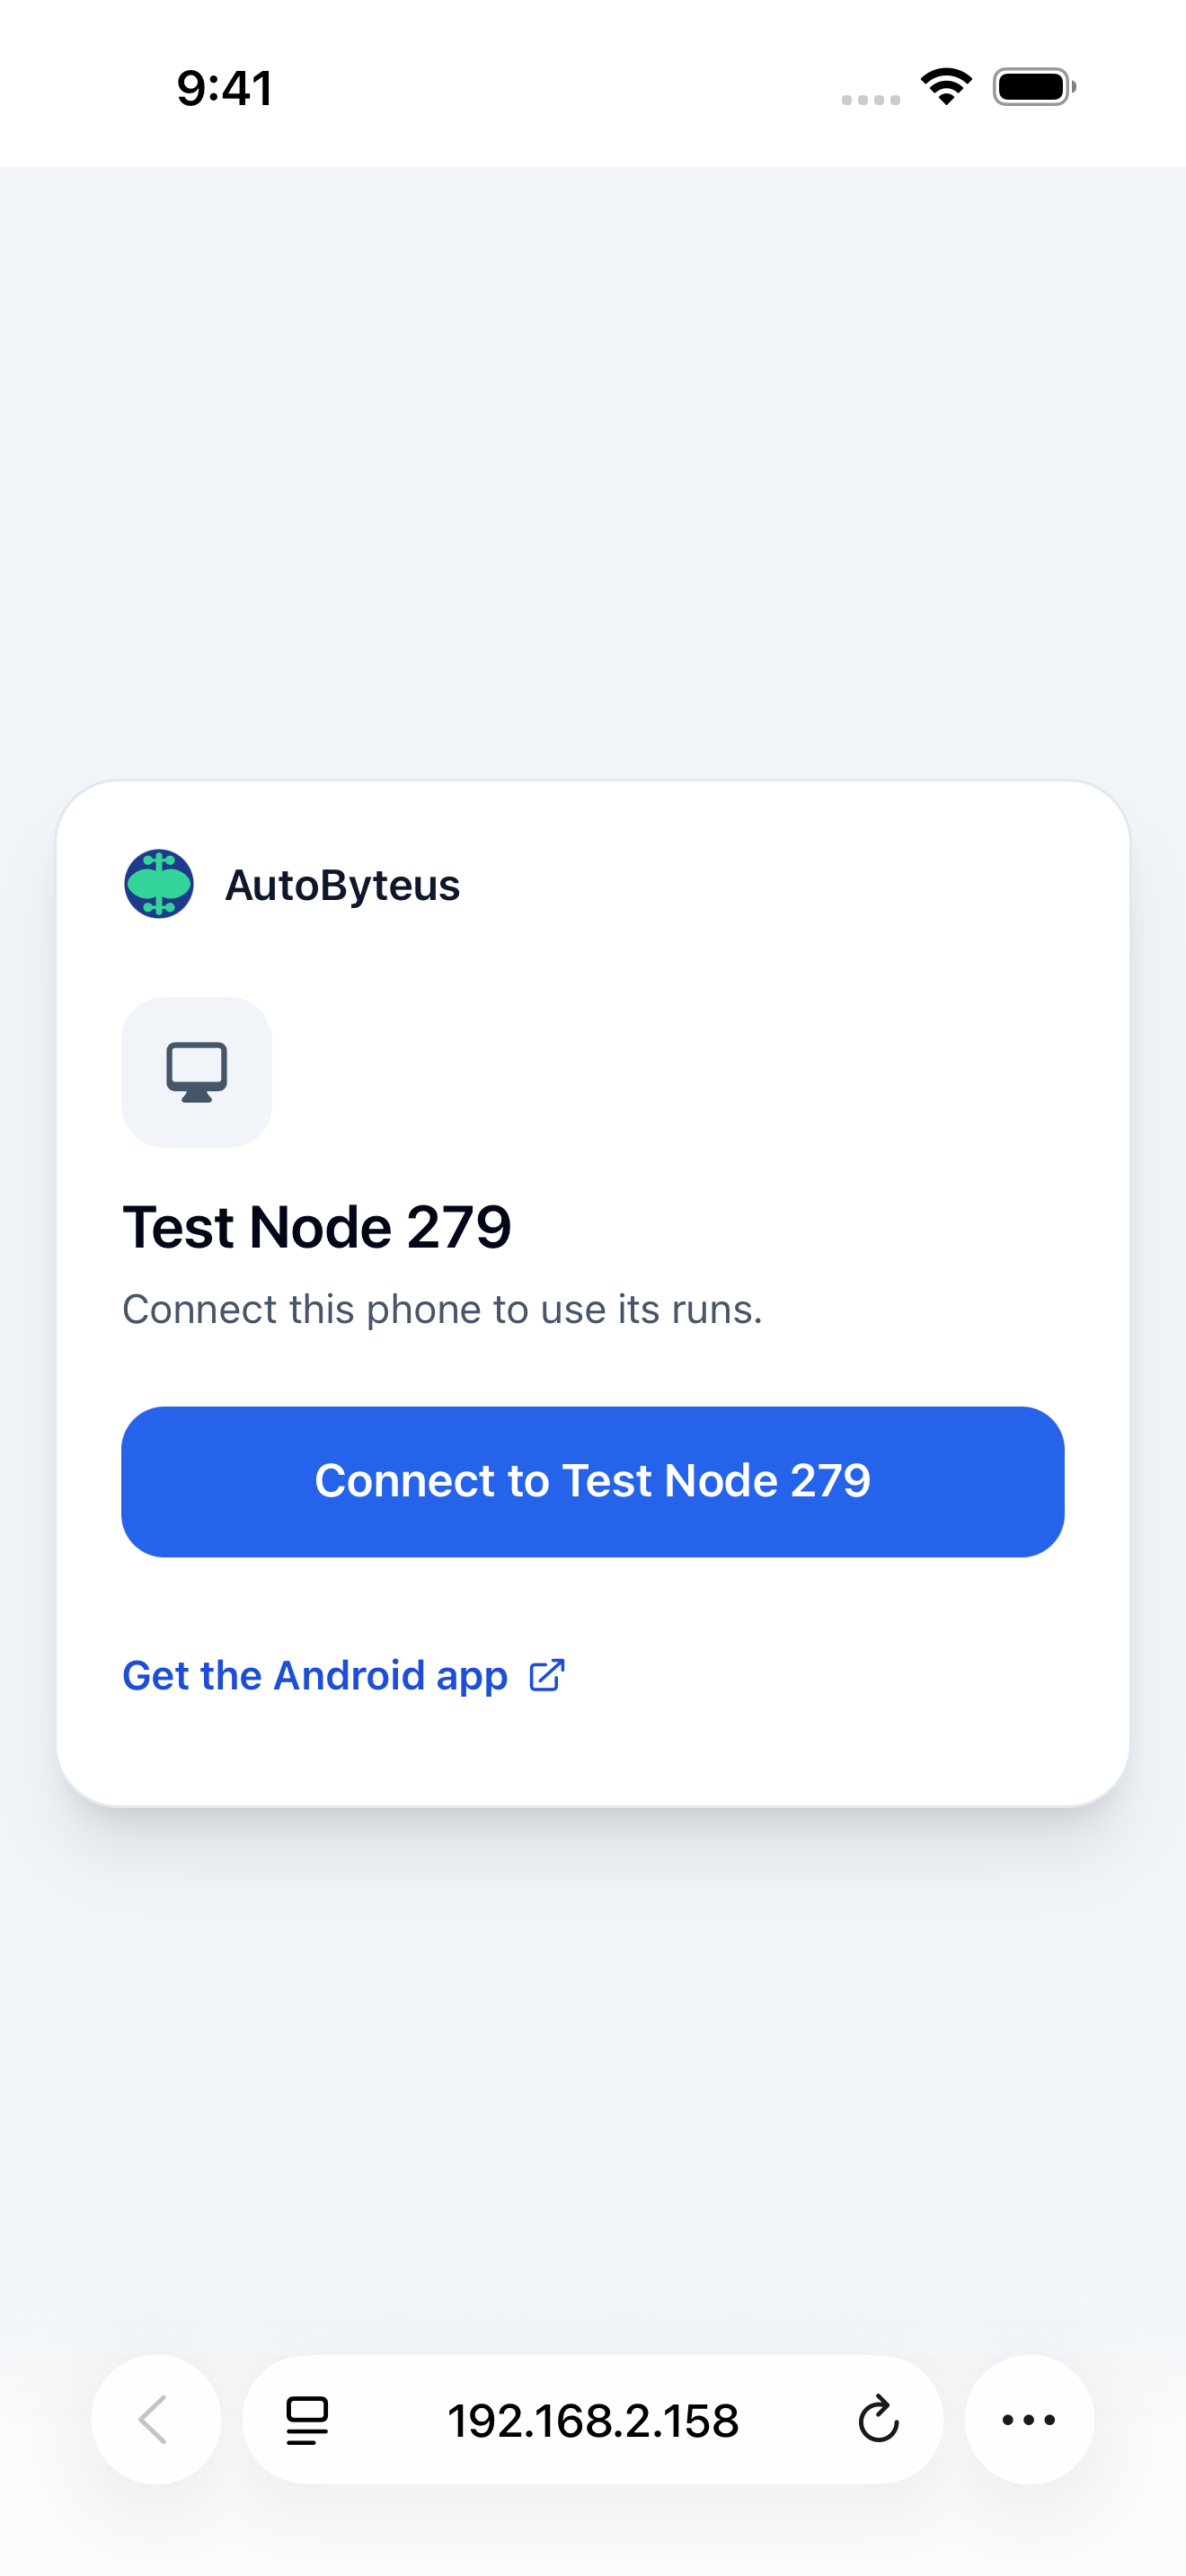 9:41
AutoByteus
Test Node 279
Connect this phone to use its runs.
Connect to Test Node 279
Get the Android app
192.168.2.158